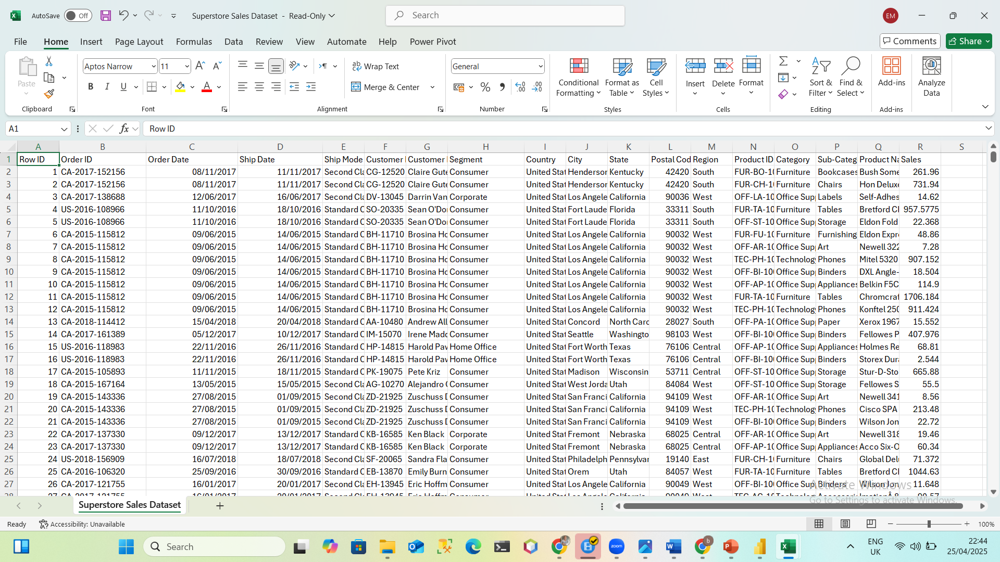 AutoSave Off Superstore Sales Dataset - Read-Only Search EM
File Home Insert Page Layout Formulas Data Review View Automate Help Power Pivot Comments Share
Paste Aptos Narrow 11 Wrap Text General Conditional Formatting Format as Table Cell Styles Insert Delete Format Sort & Filter Find & Select Add-ins Analyze Data
B I U Merge & Center
Clipboard Font Alignment Number Styles Cells Editing Add-ins
A1 fx Row ID
A B C D E F G H I J K L M N O P Q R S
1 Row ID Order ID Order Date Ship Date Ship Mode Customer Customer Segment Country City State Postal Cod Region Product ID Category Sub-Categ Product Na Sales
2 1 CA-2017-152156 08/11/2017 11/11/2017 Second Cla CG-12520 Claire Gute Consumer United Stat Henderson Kentucky 42420 South FUR-BO-10 Furniture Bookcases Bush Some 261.96
3 2 CA-2017-152156 08/11/2017 11/11/2017 Second Cla CG-12520 Claire Gute Consumer United Stat Henderson Kentucky 42420 South FUR-CH-10 Furniture Chairs Hon Deluxe 731.94
4 3 CA-2017-138688 12/06/2017 16/06/2017 Second Cla DV-13045 Darrin Van Corporate United Stat Los Angele California 90036 West OFF-LA-10 Office Sup Labels Self-Adhes 14.62
5 4 US-2016-108966 11/10/2016 18/10/2016 Standard C SO-20335 Sean O'Do Consumer United Stat Fort Laude Florida 33311 South FUR-TA-10 Furniture Tables Bretford C 957.5775
6 5 US-2016-108966 11/10/2016 18/10/2016 Standard C SO-20335 Sean O'Do Consumer United Stat Fort Laude Florida 33311 South OFF-ST-10 Office Sup Storage Eldon Fold 22.368
7 6 CA-2015-115812 09/06/2015 14/06/2015 Standard C BH-11710 Brosina Ho Consumer United Stat Los Angele California 90032 West FUR-FU-10 Furniture Furnishing Eldon Expr 48.86
8 7 CA-2015-115812 09/06/2015 14/06/2015 Standard C BH-11710 Brosina Ho Consumer United Stat Los Angele California 90032 West OFF-AR-10 Office Sup Art Newell 322 7.28
9 8 CA-2015-115812 09/06/2015 14/06/2015 Standard C BH-11710 Brosina Ho Consumer United Stat Los Angele California 90032 West TEC-PH-10 Technolog Phones Mitel 5320 907.152
10 9 CA-2015-115812 09/06/2015 14/06/2015 Standard C BH-11710 Brosina Ho Consumer United Stat Los Angele California 90032 West OFF-BI-10 Office Sup Binders DXL Angle- 18.504
11 10 CA-2015-115812 09/06/2015 14/06/2015 Standard C BH-11710 Brosina Ho Consumer United Stat Los Angele California 90032 West OFF-AP-10 Office Sup Appliances Belkin F5C 114.9
12 11 CA-2015-115812 09/06/2015 14/06/2015 Standard C BH-11710 Brosina Ho Consumer United Stat Los Angele California 90032 West FUR-TA-10 Furniture Tables Chromcraf 1706.184
13 12 CA-2015-115812 09/06/2015 14/06/2015 Standard C BH-11710 Brosina Ho Consumer United Stat Los Angele California 90032 West TEC-PH-10 Technolog Phones Konftel 250 911.424
14 13 CA-2018-114412 15/04/2018 20/04/2018 Standard C AA-10480 Andrew All Consumer United Stat Concord North Caro 28027 South OFF-PA-10 Office Sup Paper Xerox 1967 15.552
15 14 CA-2017-161389 05/12/2017 10/12/2017 Standard C IM-15070 Irene Madd Consumer United Stat Seattle Washingto 98103 West OFF-BI-10 Office Sup Binders Fellowes P 407.976
16 15 US-2016-118983 22/11/2016 26/11/2016 Standard C HP-14815 Harold Pav Home Office United Stat Fort Worth Texas 76106 Central OFF-AP-10 Office Sup Appliances Holmes Re 68.81
17 16 US-2016-118983 22/11/2016 26/11/2016 Standard C HP-14815 Harold Pav Home Office United Stat Fort Worth Texas 76106 Central OFF-BI-10 Office Sup Binders Storex Dura 2.544
18 17 CA-2015-105893 11/11/2015 18/11/2015 Standard C PK-19075 Pete Kriz Consumer United Stat Madison Wisconsin 53711 Central OFF-ST-10 Office Sup Storage Stur-D-Sto 665.88
19 18 CA-2015-167164 13/05/2015 15/05/2015 Second Cla AG-10270 Alejandro Consumer United Stat West Jorda Utah 84084 West OFF-ST-10 Office Sup Storage Fellowes S 55.5
20 19 CA-2015-143336 27/08/2015 01/09/2015 Second Cla ZD-21925 Zuschuss Consumer United Stat San Franci California 94109 West OFF-AR-10 Office Sup Art Newell 341 8.56
21 20 CA-2015-143336 27/08/2015 01/09/2015 Second Cla ZD-21925 Zuschuss Consumer United Stat San Franci California 94109 West TEC-PH-10 Technolog Phones Cisco SPA 213.48
22 21 CA-2015-143336 27/08/2015 01/09/2015 Second Cla ZD-21925 Zuschuss Consumer United Stat San Franci California 94109 West OFF-BI-10 Office Sup Binders Wilson Jon 22.72
23 22 CA-2017-137330 09/12/2017 13/12/2017 Standard C KB-16585 Ken Black Corporate United Stat Fremont Nebraska 68025 Central OFF-AR-10 Office Sup Art Newell 318 19.46
24 23 CA-2017-137330 09/12/2017 13/12/2017 Standard C KB-16585 Ken Black Corporate United Stat Fremont Nebraska 68025 Central OFF-AP-10 Office Sup Appliances Acco Six-O 60.34
25 24 US-2018-156909 16/07/2018 18/07/2018 Second Cla SF-20065 Sandra Fla Consumer United Stat Philadelph Pennsylvan 19140 East FUR-CH-10 Furniture Chairs Global Del 71.372
26 25 CA-2016-106320 25/09/2016 30/09/2016 Standard C EB-13870 Emily Burn Consumer United Stat Orem Utah 84057 West FUR-TA-10 Furniture Tables Bretford C 1044.63
27 26 CA-2017-121755 16/01/2017 20/01/2017 Second Cla EH-13945 Eric Hoffm Consumer United Stat Los Angele California 90049 West OFF-BI-10 Office Sup Binders Wilson Jon 11.648
Activate Windows
Go to Settings to activate Windows.
Superstore Sales Dataset
Ready Accessibility: Unavailable 100%
Search zoom ENG UK 22:44 25/04/2025